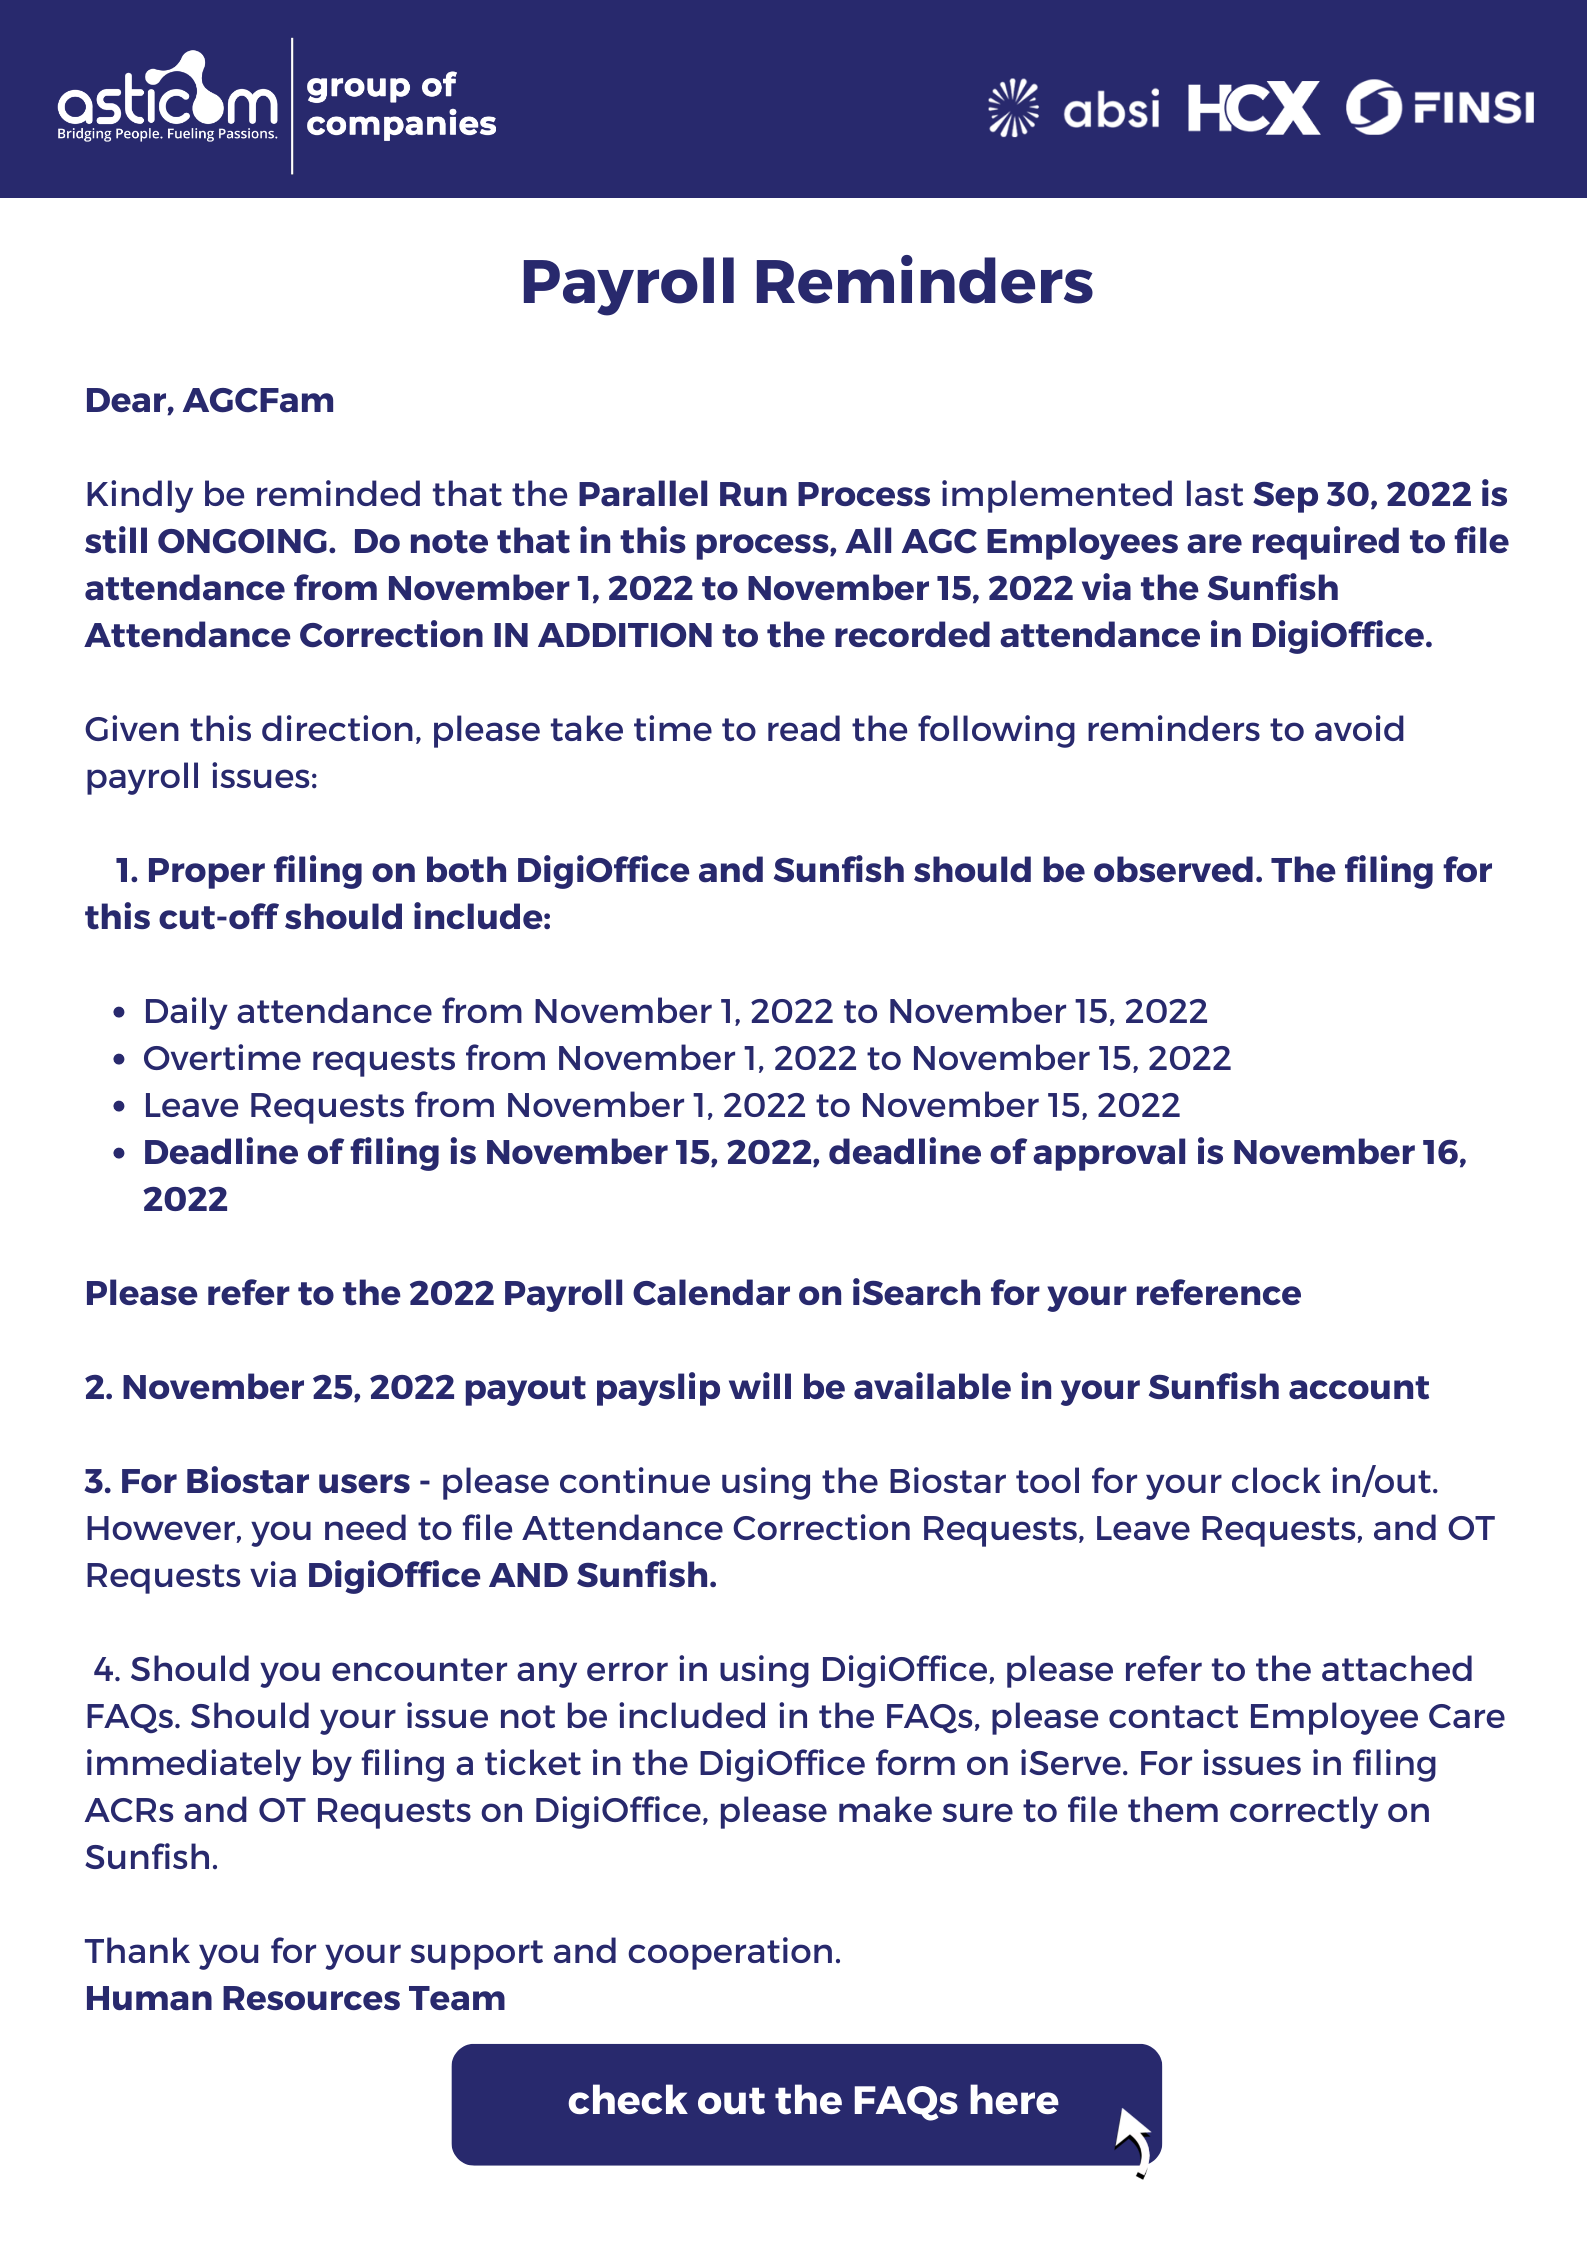 asticom
Bridging People. Fueling Passions.
group of
companies
absi
HCX
FINSI
Payroll Reminders
Dear, AGCFam
Kindly be reminded that the Parallel Run Process implemented last Sep 30, 2022 is
still ONGOING.  Do note that in this process, All AGC Employees are required to file
attendance from November 1, 2022 to November 15, 2022 via the Sunfish
Attendance Correction IN ADDITION to the recorded attendance in DigiOffice.
Given this direction, please take time to read the following reminders to avoid
payroll issues:
1. Proper filing on both DigiOffice and Sunfish should be observed. The filing for
this cut-off should include:
• Daily attendance from November 1, 2022 to November 15, 2022
• Overtime requests from November 1, 2022 to November 15, 2022
• Leave Requests from November 1, 2022 to November 15, 2022
• Deadline of filing is November 15, 2022, deadline of approval is November 16,
2022
Please refer to the 2022 Payroll Calendar on iSearch for your reference
2. November 25, 2022 payout payslip will be available in your Sunfish account
3. For Biostar users - please continue using the Biostar tool for your clock in/out.
However, you need to file Attendance Correction Requests, Leave Requests, and OT
Requests via DigiOffice AND Sunfish.
4. Should you encounter any error in using DigiOffice, please refer to the attached
FAQs. Should your issue not be included in the FAQs, please contact Employee Care
immediately by filing a ticket in the DigiOffice form on iServe. For issues in filing
ACRs and OT Requests on DigiOffice, please make sure to file them correctly on
Sunfish.
Thank you for your support and cooperation.
Human Resources Team
check out the FAQs here